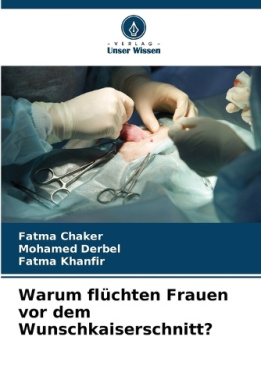 VERLAG
Unser Wissen
Fatma Chaker
Mohamed Derbel
Fatma Khanfir
Warum flüchten Frauen
vor dem
Wunschkaiserschnitt?